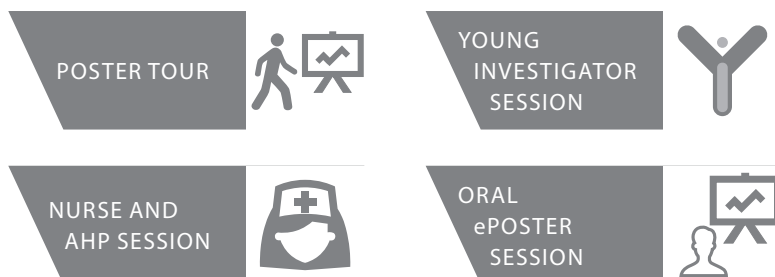 POSTER TOUR
YOUNG
INVESTIGATOR
SESSION
NURSE AND
AHP SESSION
ORAL
ePOSTER
SESSION